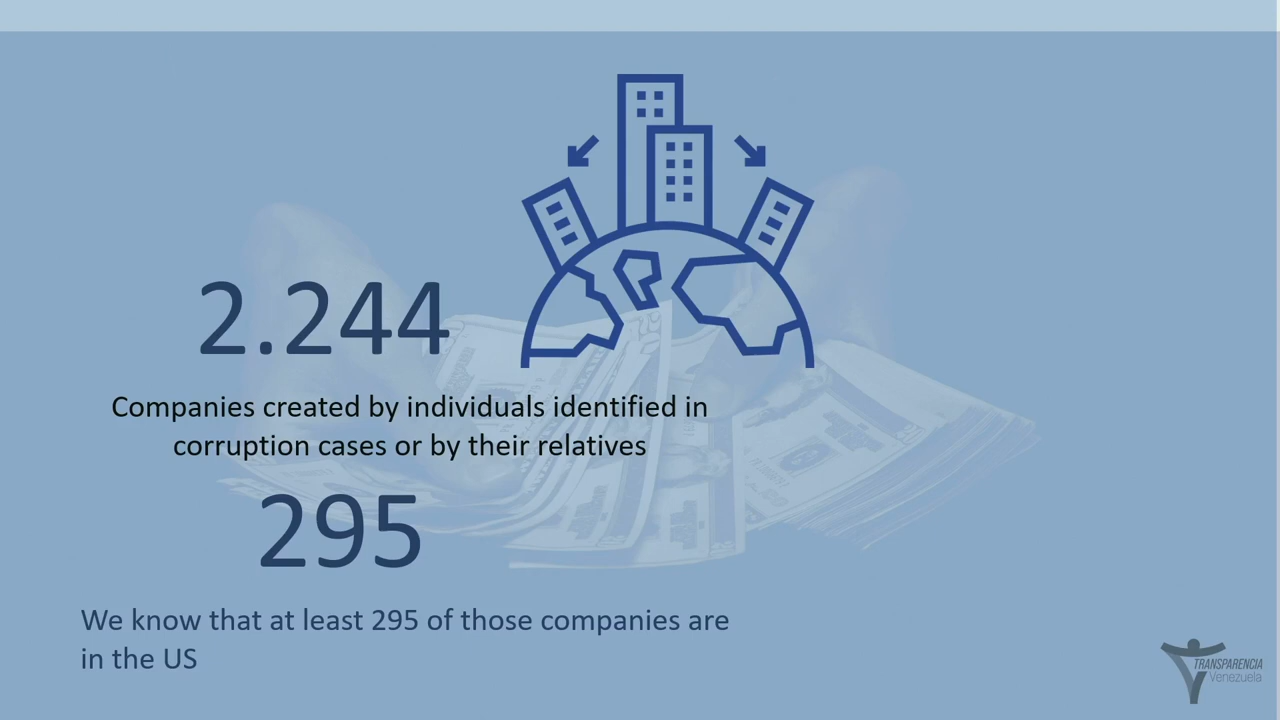 2.244
Companies created by individuals identified in
corruption cases or by their relatives
295
We know that at least 295 of those companies are
in the US
TRANSPARENCIA
Venezuela